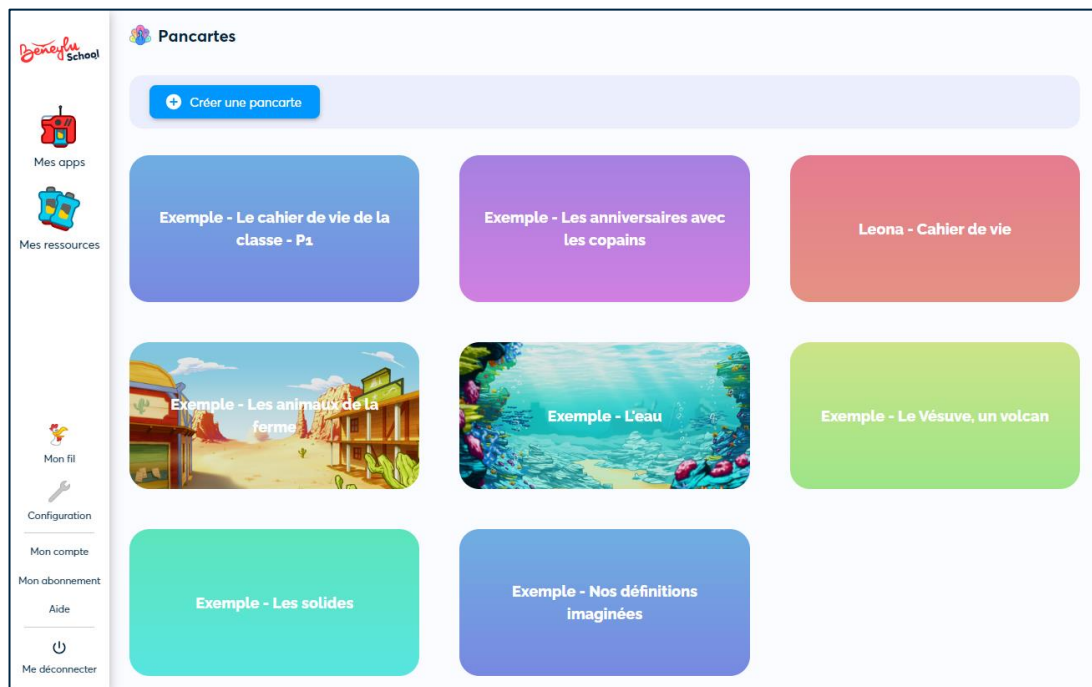 Beneylu
School
Pancartes
Créer une pancarte
Mes apps
Mes ressources
Exemple - Le cahier de vie de la
classe - P1
Exemple - Les anniversaires avec
les copains
Leona - Cahier de vie
Exemple - Les animaux de la
ferme
Exemple - L'eau
Exemple - Le Vésuve, un volcan
Exemple - Les solides
Exemple - Nos définitions
imaginées
Mon fil
Configuration
Mon compte
Mon abonnement
Aide
Me déconnecter